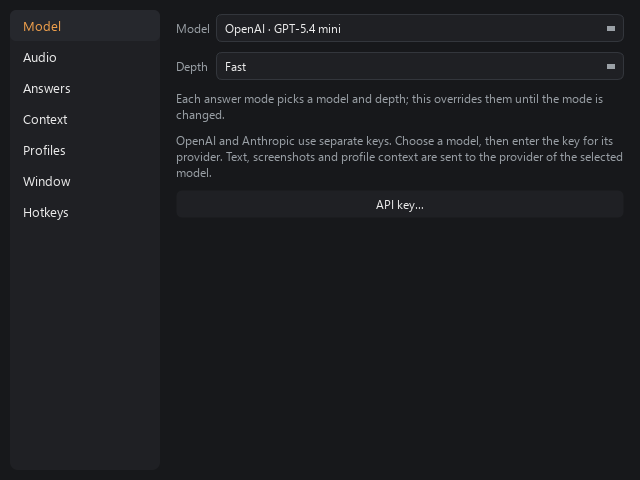 Model
Audio
Answers
Context
Profiles
Window
Hotkeys
Model OpenAI · GPT-5.4 mini
Depth Fast
Each answer mode picks a model and depth; this overrides them until the mode is
changed.
OpenAI and Anthropic use separate keys. Choose a model, then enter the key for its
provider. Text, screenshots and profile context are sent to the provider of the selected
model.
API key...